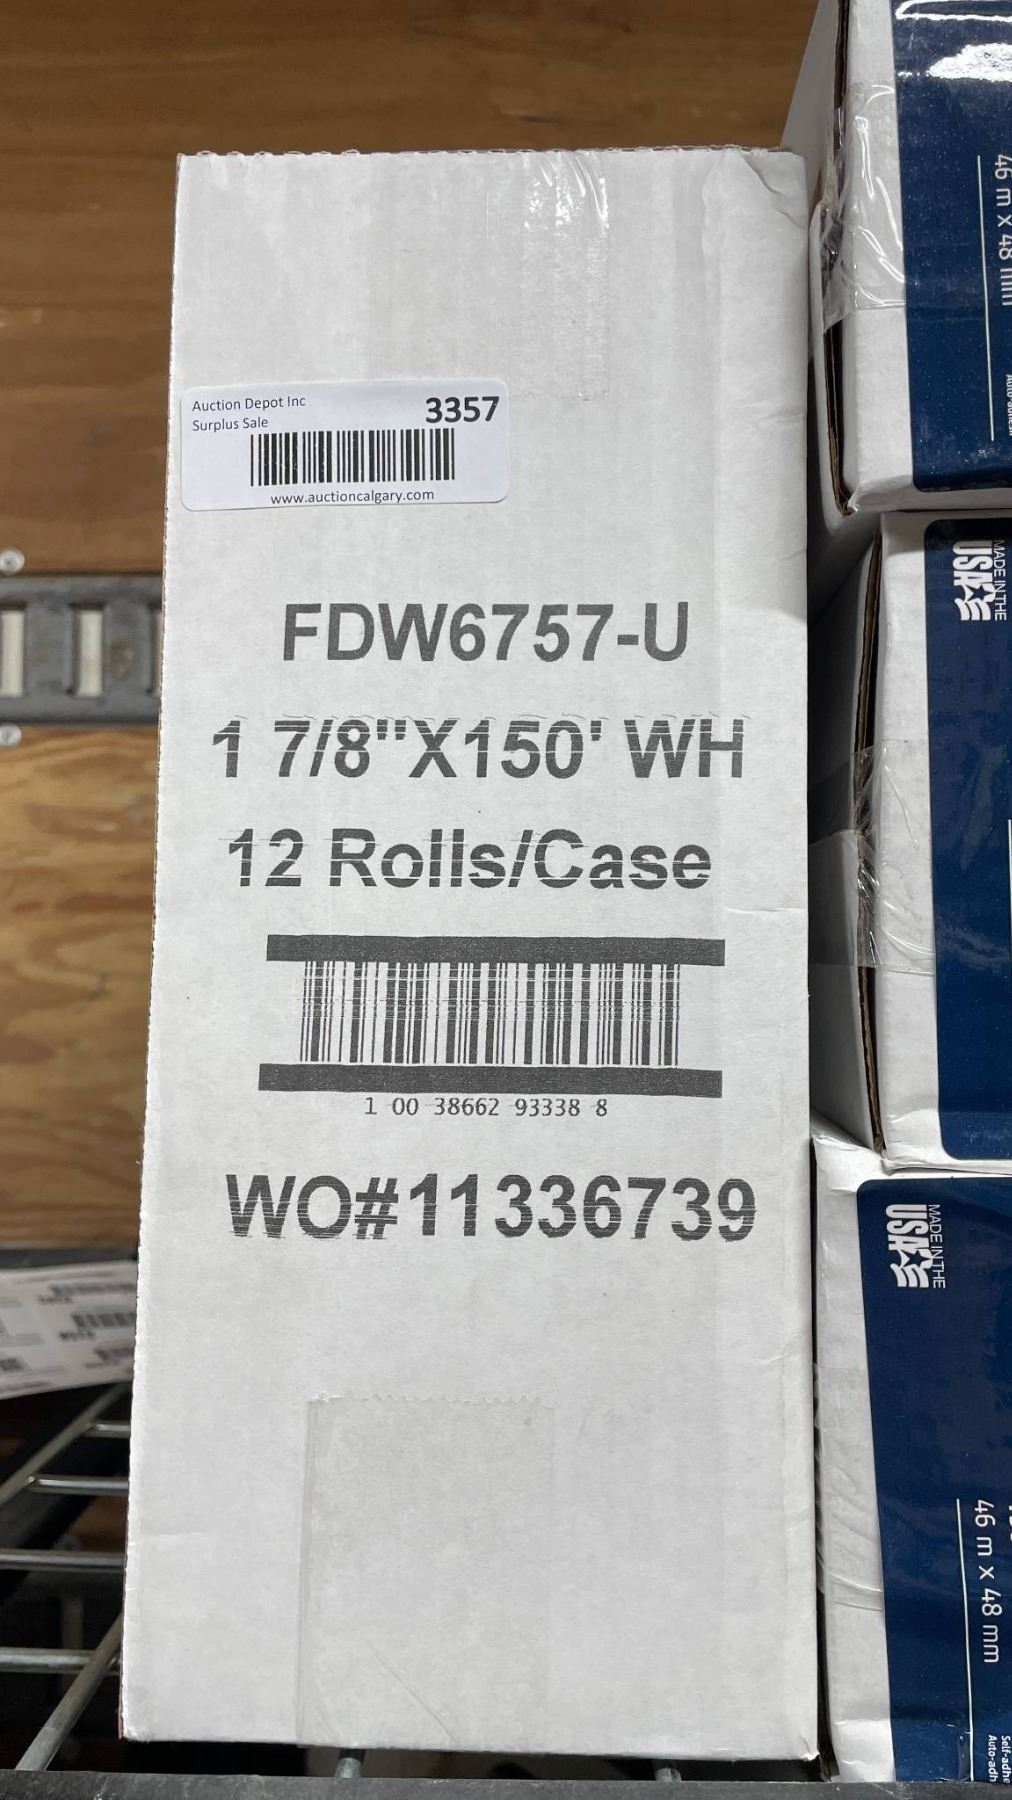 Auction Depot Inc
Surplus Sale
3357
www.auctioncalgary.com
FDW6757-U
1 7/8"X150' WH
12 Rolls/Case
1 00 38662 93338 8
WO#11336739
46 m x 48 mm
MADE IN THE
USA
MADE IN THE
USA
46 m x 48 mm